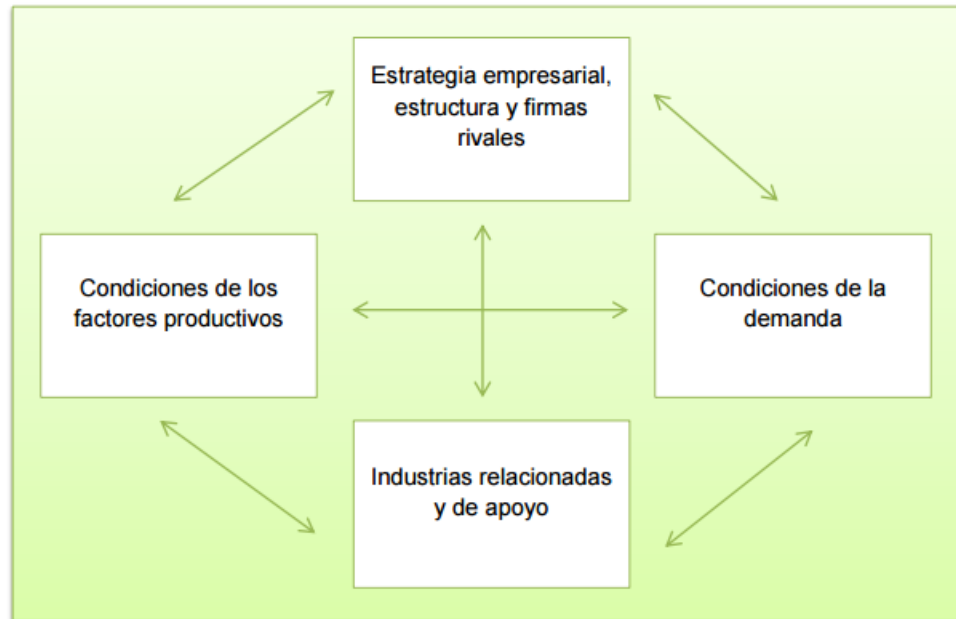 Estrategia empresarial,
estructura y firmas
rivales
Condiciones de los
factores productivos
Condiciones de la
demanda
Industrias relacionadas
y de apoyo